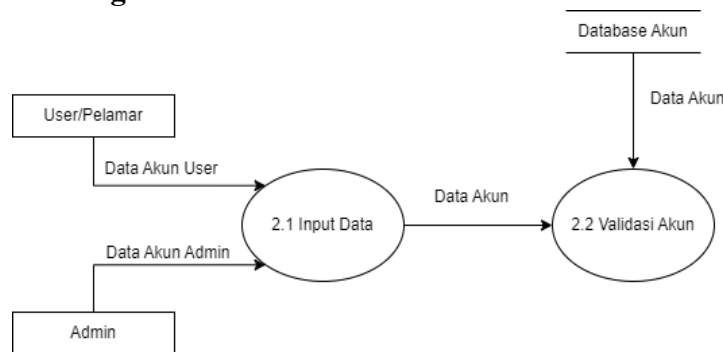 Database Akun
User/Pelamar
Data Akun
Data Akun User
Data Akun
2.1 Input Data
2.2 Validasi Akun
Data Akun Admin
Admin